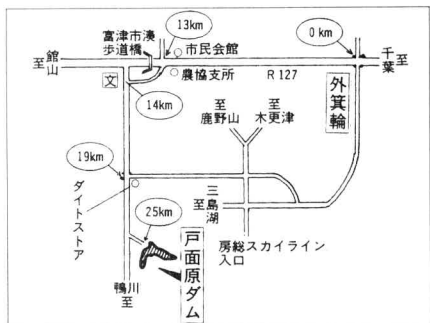 13km
0km
富津市湊
歩道橋
市民会館
至
館山
至
千葉
農協支所
R127
文
14km
外箕輪
至
鹿野山
至
木更津
19km
ダイトストア
三島湖
至
25km
房総スカイライン
入口
戸面原ダム
鴨川
至